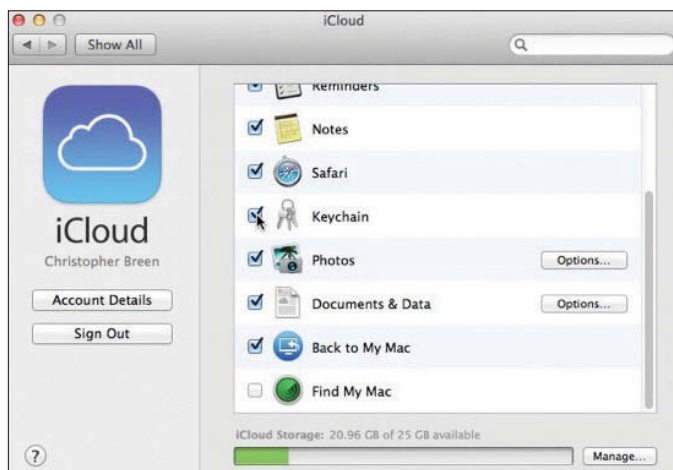 iCloud
Show All
Reminders
Notes
Safari
Keychain
Photos
Options...
Documents & Data
Options...
Back to My Mac
Find My Mac
iCloud
Christopher Breen
Account Details
Sign Out
iCloud Storage: 20.96 GB of 25 GB available
Manage...
?